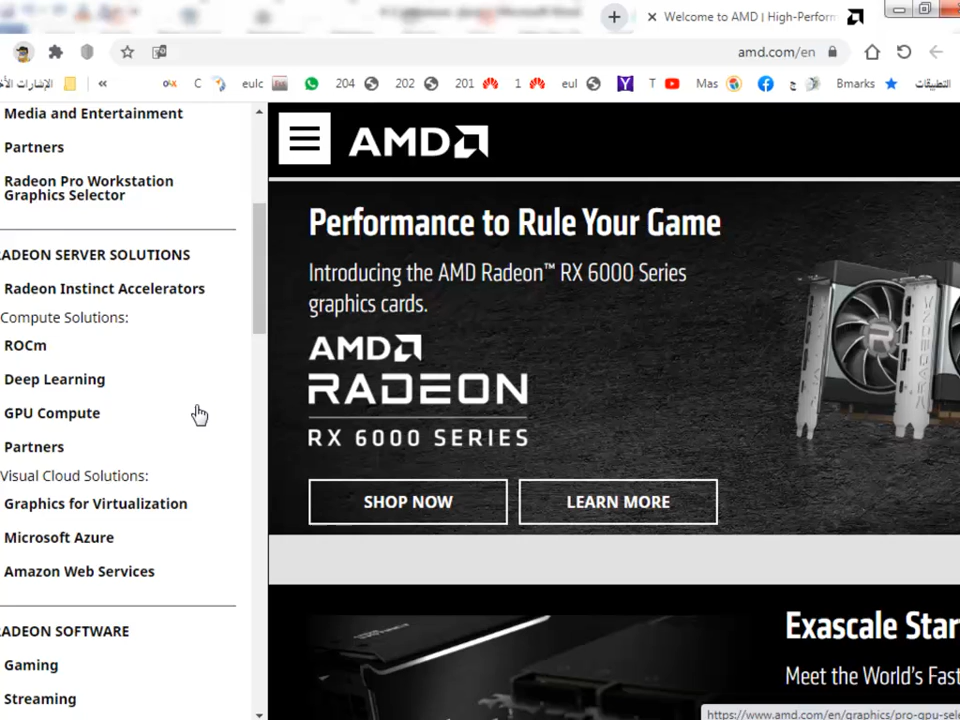 Welcome to AMD | High-Perform
amd.com/en
« olx C eulc 204 202 201 1 eul T Mas ج Bmarks التطبيقات
Media and Entertainment
Partners
Radeon Pro Workstation
Graphics Selector
ADEON SERVER SOLUTIONS
Radeon Instinct Accelerators
Compute Solutions:
ROCm
Deep Learning
GPU Compute
Partners
Visual Cloud Solutions:
Graphics for Virtualization
Microsoft Azure
Amazon Web Services
ADEON SOFTWARE
Gaming
Streaming
AMD
Performance to Rule Your Game
Introducing the AMD Radeon™ RX 6000 Series
graphics cards.
AMD
RADEON
RX 6000 SERIES
SHOP NOW
LEARN MORE
RADEON
Exascale Star
Meet the World's Fast
https://www.amd.com/en/graphics/pro-gpu-sele